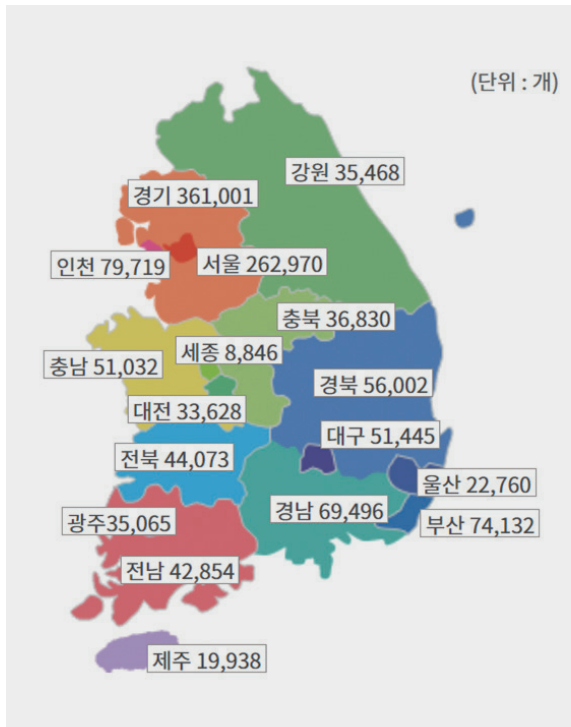 (단위 : 개)
강원 35,468
경기 361,001
인천 79,719
서울 262,970
충북 36,830
세종 8,846
충남 51,032
경북 56,002
대전 33,628
대구 51,445
전북 44,073
울산 22,760
경남 69,496
광주35,065
부산 74,132
전남 42,854
제주 19,938